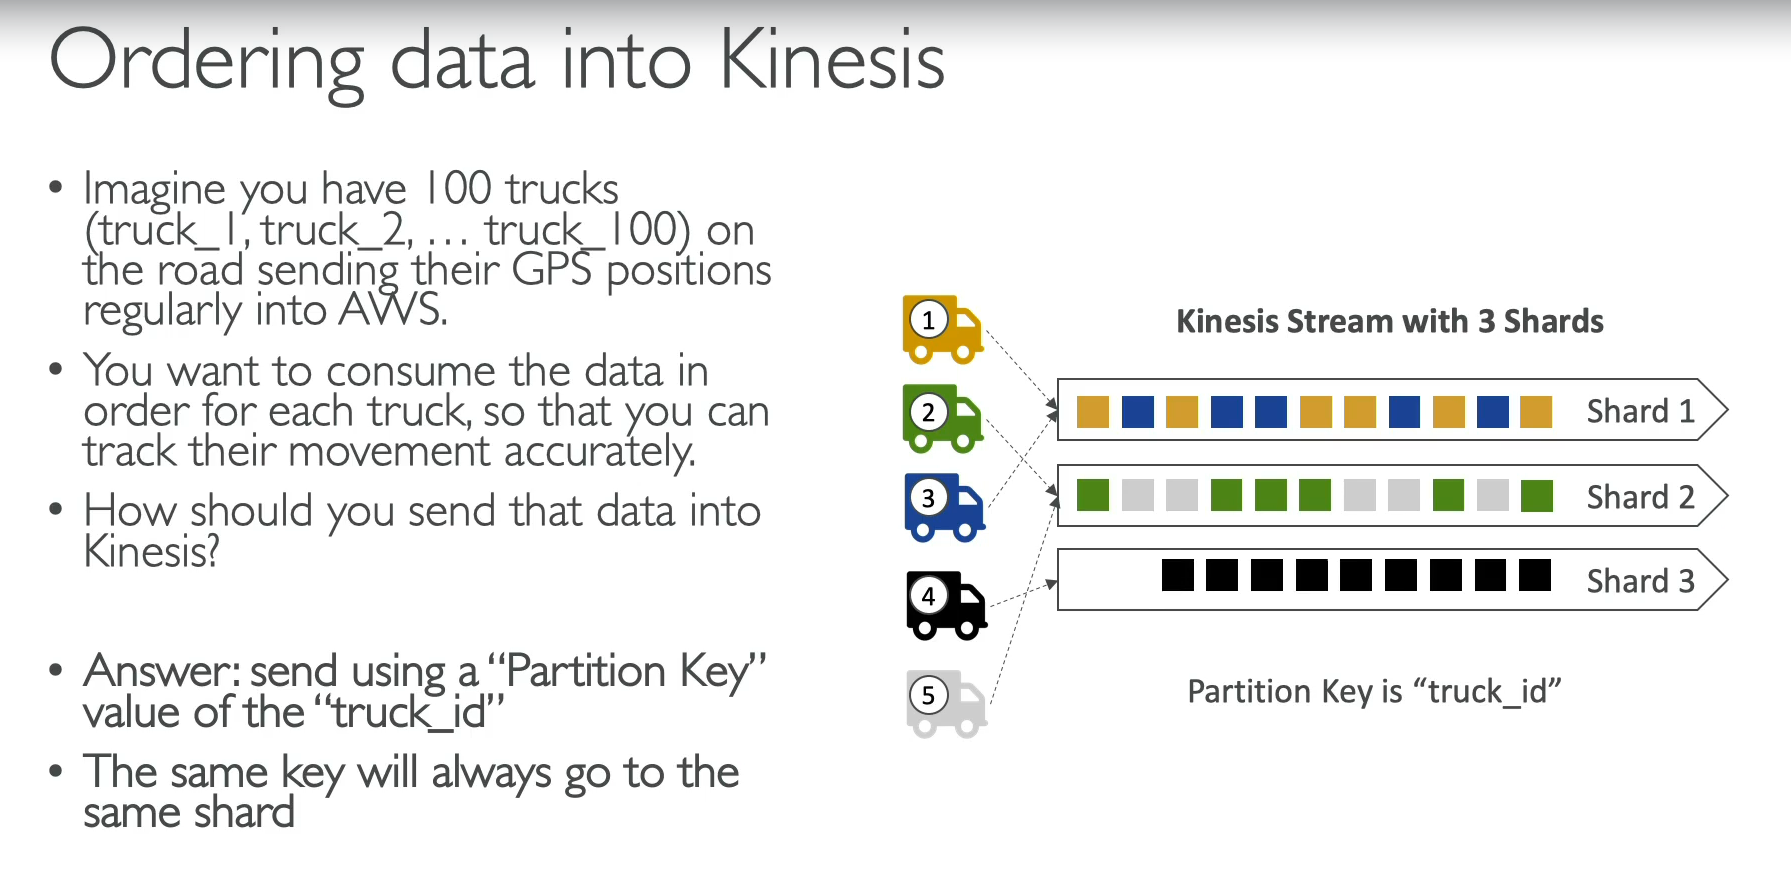 Ordering data into Kinesis
• Imagine you have 100 trucks
(truck_1, truck_2, … truck_100) on
the road sending their GPS positions
regularly into AWS.
• You want to consume the data in
order for each truck, so that you can
track their movement accurately.
• How should you send that data into
Kinesis?
• Answer: send using a “Partition Key”
value of the “truck_id”
• The same key will always go to the
same shard
1
2
3
4
5
Kinesis Stream with 3 Shards
Shard 1
Shard 2
Shard 3
Partition Key is “truck_id”